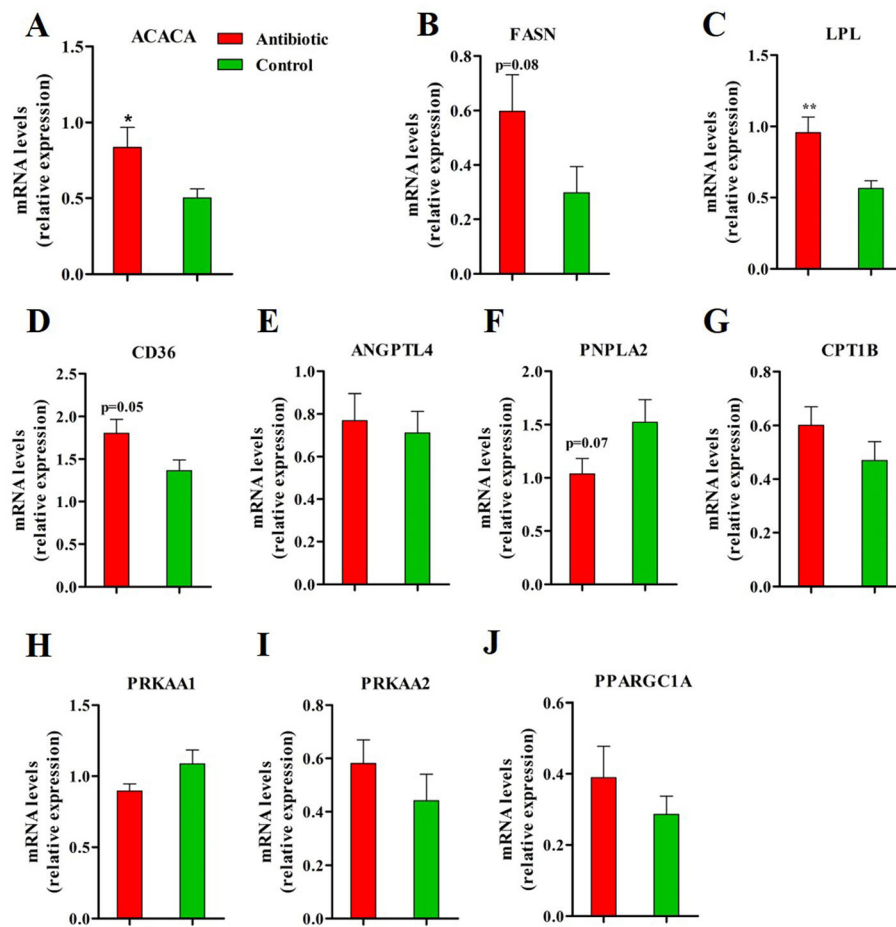 A
ACACA
Antibiotic
Control
mRNA levels
(relative expression)
1.5
1.0
0.5
0.0
*
B
FASN
mRNA levels
(relative expression)
0.8
0.6
0.4
0.2
0.0
p=0.08
C
LPL
mRNA levels
(relative expression)
1.5
1.0
0.5
0.0
**
D
CD36
mRNA levels
(relative expression)
2.5
2.0
1.5
1.0
0.5
0.0
p=0.05
E
ANGPTL4
mRNA levels
(relative expression)
1.0
0.8
0.6
0.4
0.2
0.0
F
PNPLA2
mRNA levels
(relative expression)
2.0
1.5
1.0
0.5
0.0
p=0.07
G
CPT1B
mRNA levels
(relative expression)
0.8
0.6
0.4
0.2
0.0
H
PRKAA1
mRNA levels
(relative expression)
1.5
1.0
0.5
0.0
I
PRKAA2
mRNA levels
(relative expression)
0.8
0.6
0.4
0.2
0.0
J
PPARGC1A
mRNA levels
(relative expression)
0.6
0.4
0.2
0.0